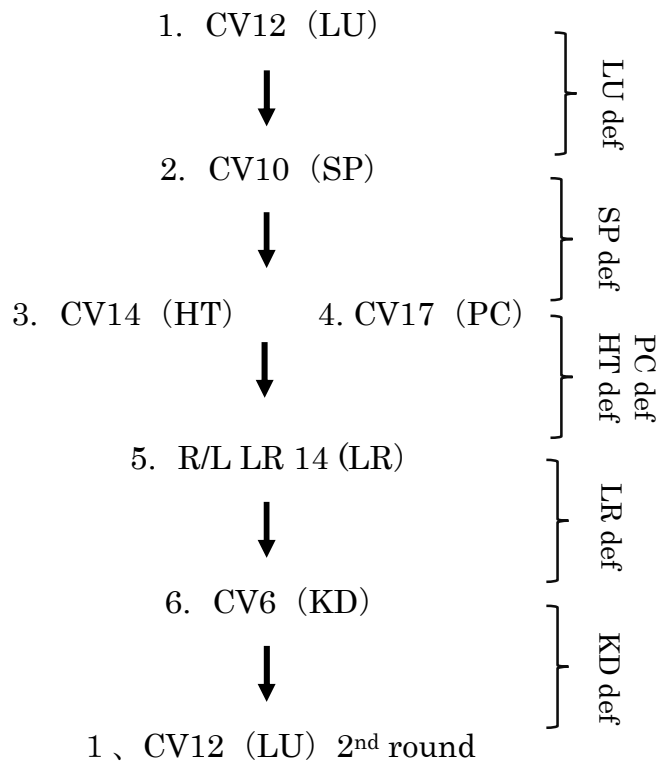 1. CV12（LU）
LU def
2. CV10（SP）
SP def
3. CV14（HT） 4. CV17（PC）
PC def
HT def
5. R/L LR 14 (LR）
LR def
6. CV6（KD）
KD def
1、CV12（LU）2nd round